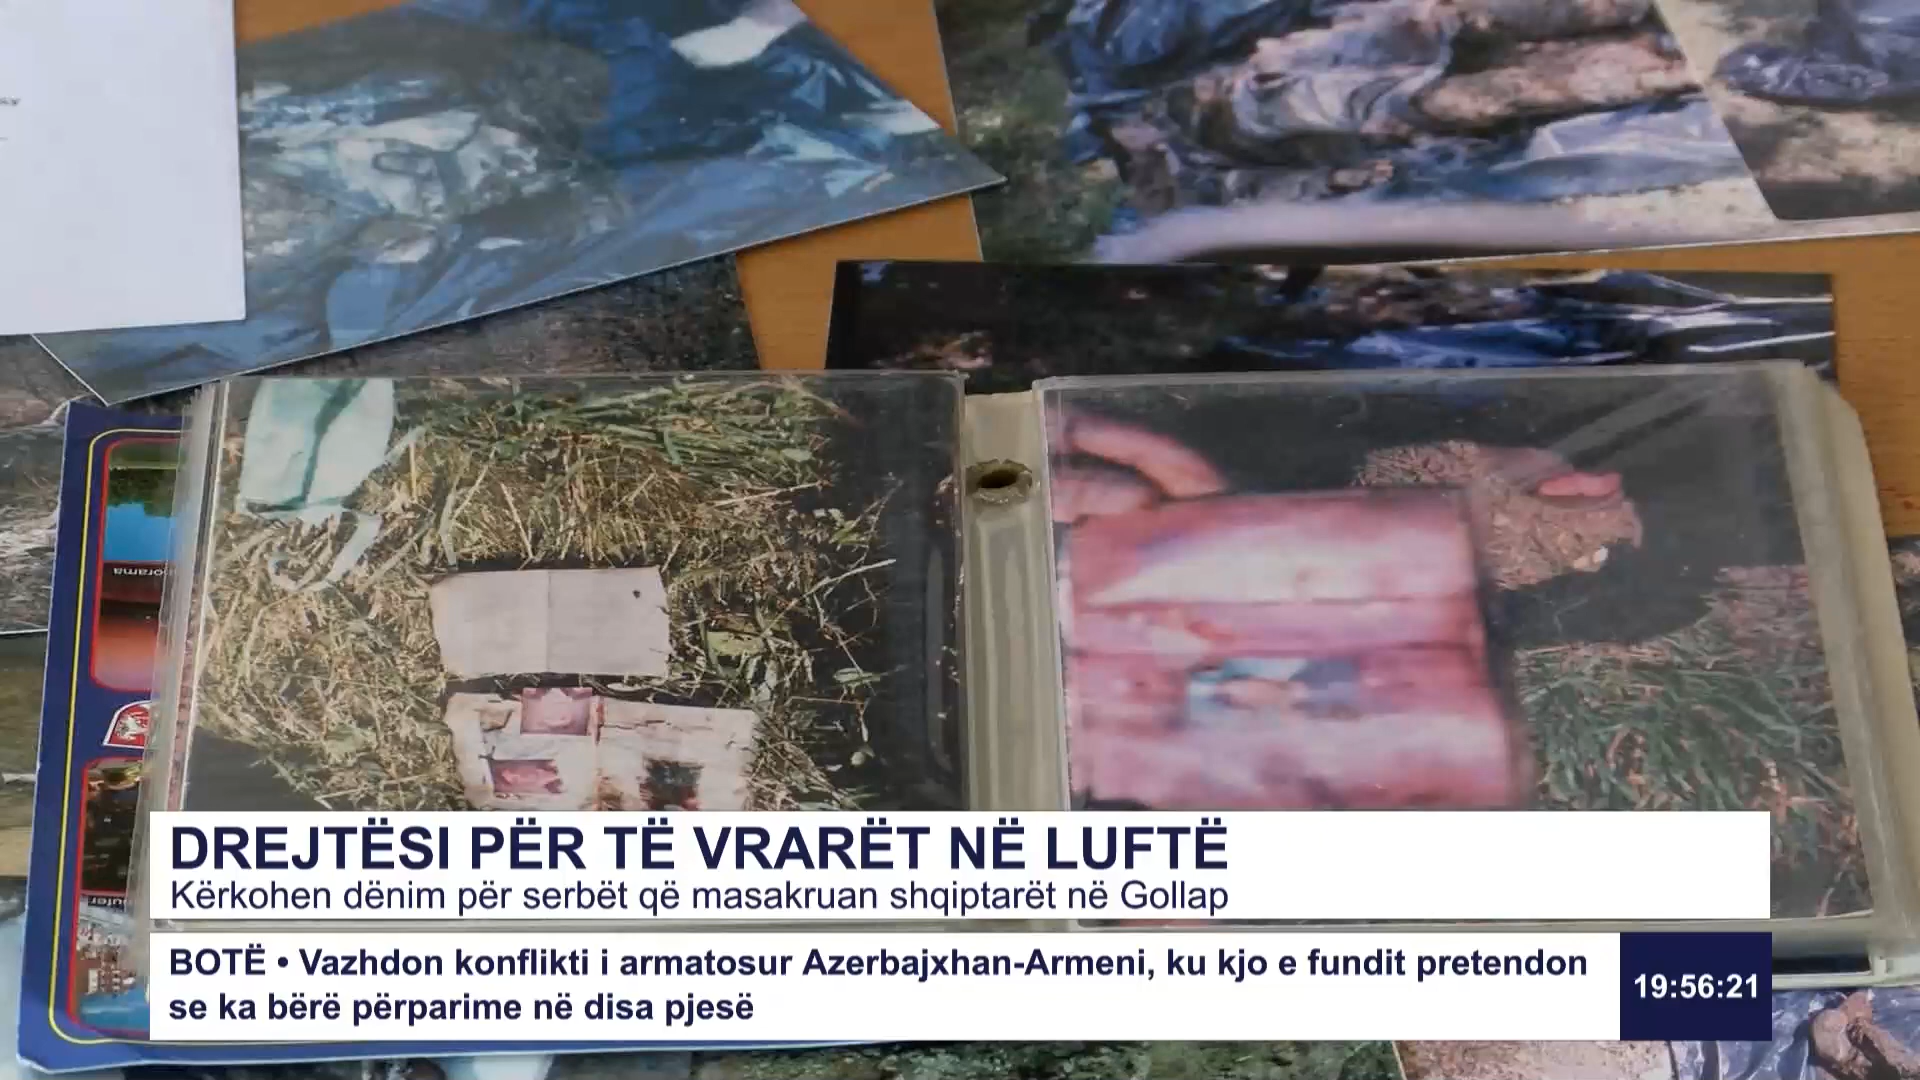 DREJTËSI PËR TË VRARËT NË LUFTË
Kërkohen dënim për serbët që masakruan shqiptarët në Gollap
BOTË • Vazhdon konflikti i armatosur Azerbajxhan-Armeni, ku kjo e fundit pretendon
se ka bërë përparime në disa pjesë
19:56:21